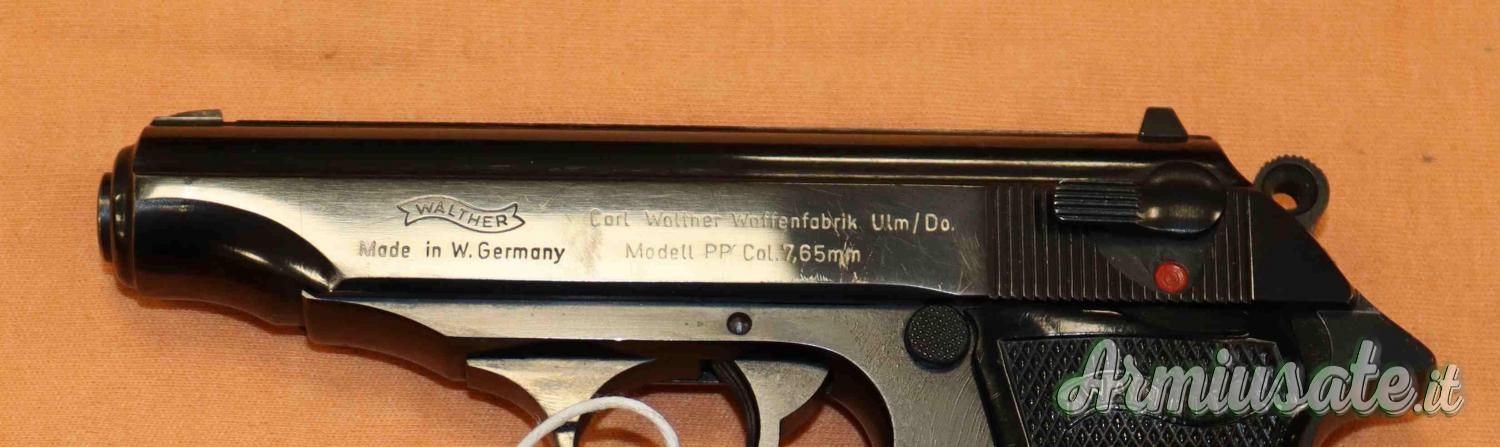 WALTHER
Made in W. Germany
Carl Walther Waffenfabrik Ulm/Do.
Modell PP Cal. 7,65mm
Armiusate.it